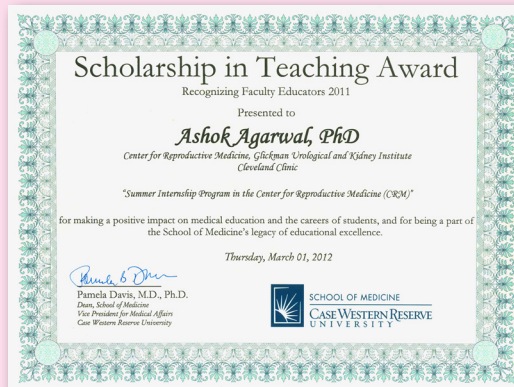 Scholarship in Teaching Award
Recognizing Faculty Educators 2011
Presented to
Ashok Agarwal, PhD
Center for Reproductive Medicine, Glickman Urological and Kidney Institute
Cleveland Clinic
"Summer Internship Program in the Center for Reproductive Medicine (CRM)"
for making a positive impact on medical education and the careers of students, and for being a part of
the School of Medicine's legacy of educational excellence.
Thursday, March 01, 2012
Pamela B Davis
Pamela Davis, M.D., Ph.D.
Dean, School of Medicine
Vice President for Medical Affairs
Case Western Reserve University
SCHOOL OF MEDICINE
CASE WESTERN RESERVE
UNIVERSITY